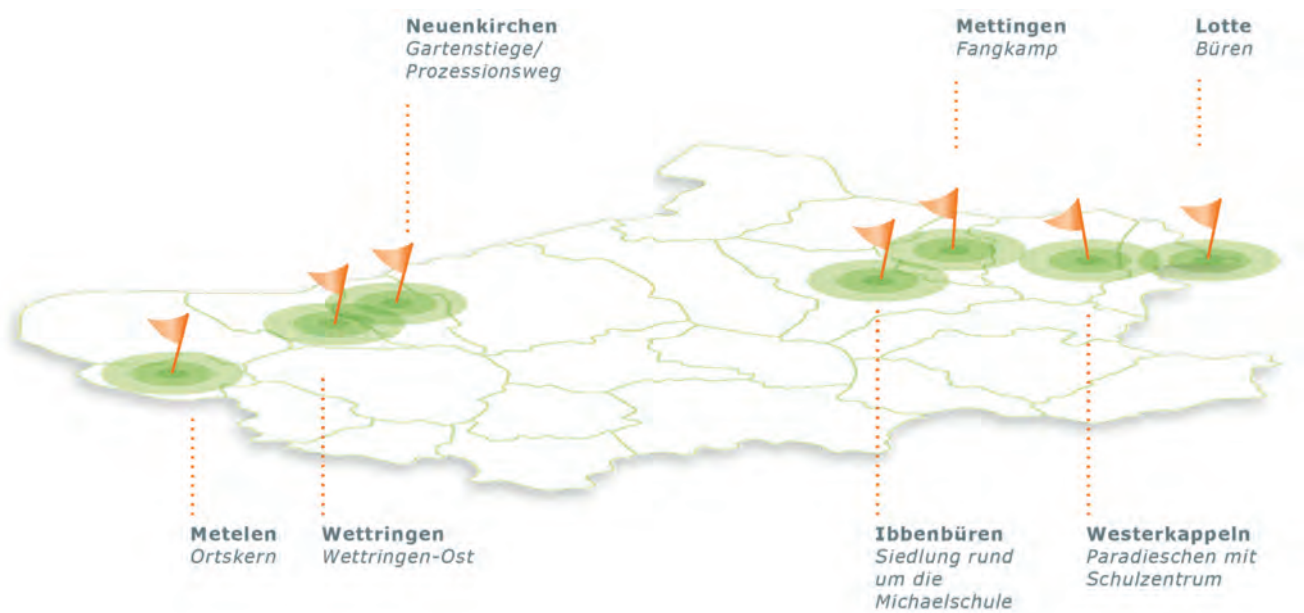 Neuenkirchen
Gartenstiege/
Prozessionsweg
Mettingen
Fangkamp
Lotte
Büren
Metelen
Ortskern
Wettringen
Wettringen-Ost
Ibbenbüren
Siedlung rund
um die
Michaelschule
Westerkappeln
Paradieschen mit
Schulzentrum